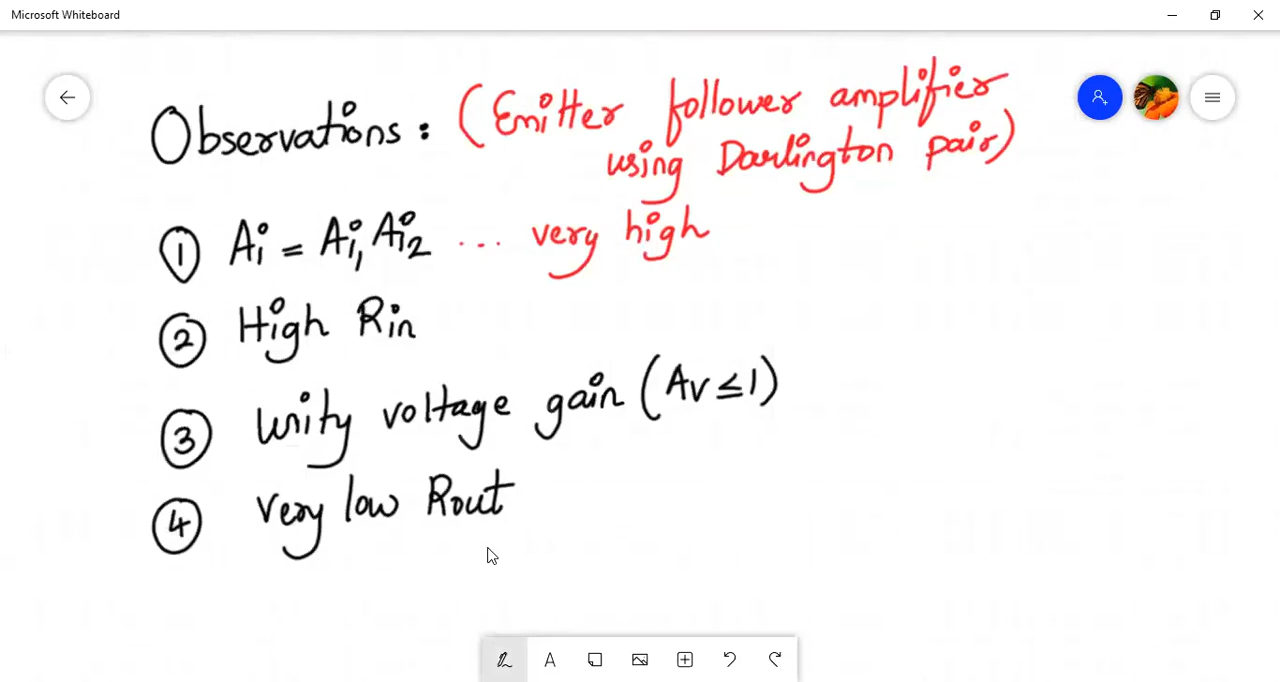 Microsoft Whiteboard
Observations: (Emitter follower amplifier
using Darlington pair)
① Ai = Ai₁ Ai₂ ... very high
② High Rin
③ Unity voltage gain (Av ≤ 1)
④ Very low Rout
A